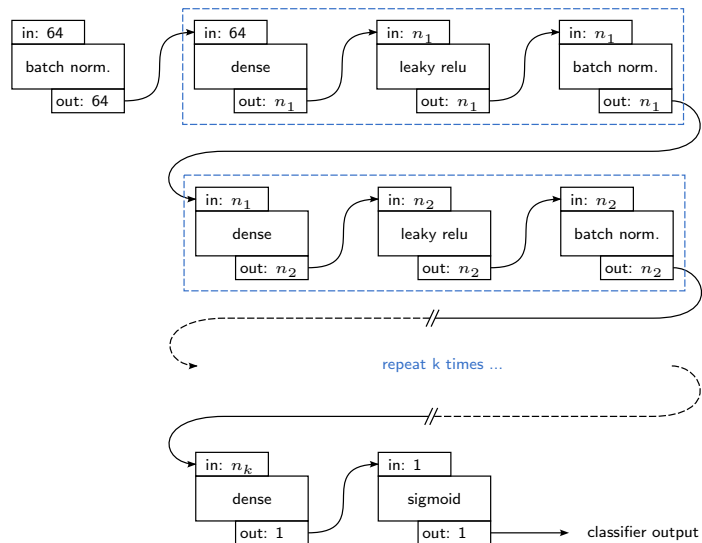 in: 64 in: 64 in: n₁ in: n₁
batch norm. dense leaky relu batch norm.
out: 64 out: n₁ out: n₁ out: n₁
in: n₁ in: n₂ in: n₂
dense leaky relu batch norm.
out: n₂ out: n₂ out: n₂
repeat k times ...
in: nₖ in: 1
dense sigmoid
out: 1 out: 1 classifier output